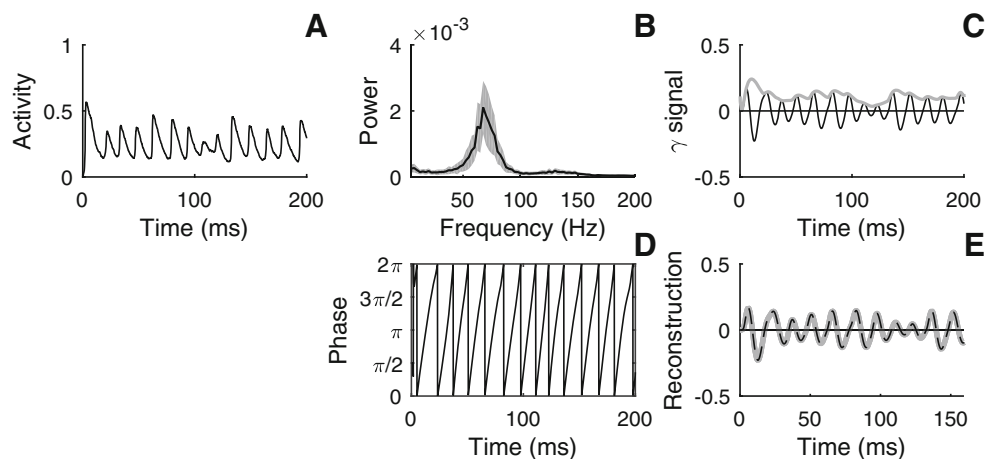 A
Activity
1
0.5
0
0
100
200
Time (ms)
B
× 10⁻³
Power
4
2
0
50
100
150
200
Frequency (Hz)
C
γ signal
0.5
0
-0.5
0
100
200
Time (ms)
D
Phase
2π
3π/2
π
π/2
0
0
100
200
Time (ms)
E
Reconstruction
0.5
0
-0.5
0
50
100
150
Time (ms)